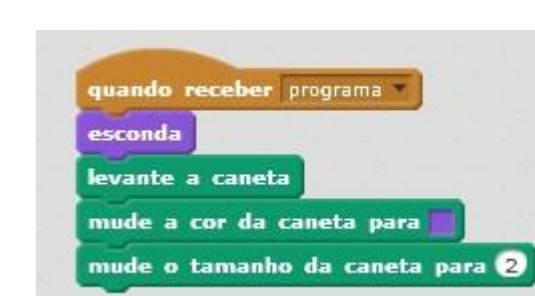 quando receber programa
esconda
levante a caneta
mude a cor da caneta para
mude o tamanho da caneta para 2